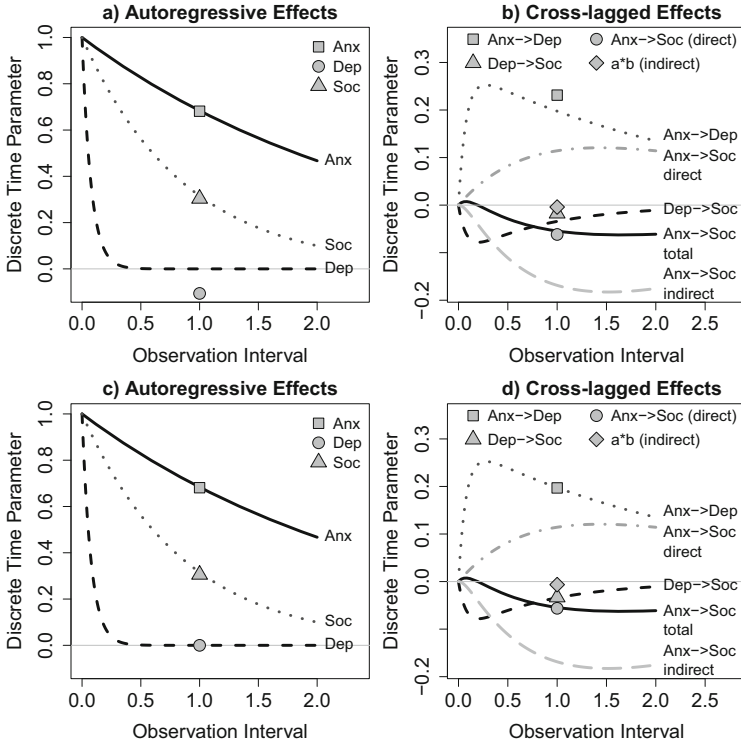 a) Autoregressive Effects
Discrete Time Parameter
1.0
0.8
0.6
0.4
0.2
0.0
Anx
Dep
Soc
Anx
Soc
Dep
0.0 0.5 1.0 1.5 2.0
Observation Interval
b) Cross-lagged Effects
Discrete Time Parameter
0.3
0.2
0.1
0.0
−0.2
Anx−>Dep
Anx−>Soc (direct)
Dep−>Soc
a*b (indirect)
Anx−>Dep
Anx−>Soc
direct
Dep−>Soc
Anx−>Soc
total
Anx−>Soc
indirect
0.0 0.5 1.0 1.5 2.0 2.5
Observation Interval
c) Autoregressive Effects
Discrete Time Parameter
1.0
0.8
0.6
0.4
0.2
0.0
Anx
Dep
Soc
Anx
Soc
Dep
0.0 0.5 1.0 1.5 2.0
Observation Interval
d) Cross-lagged Effects
Discrete Time Parameter
0.3
0.2
0.1
0.0
−0.2
Anx−>Dep
Anx−>Soc (direct)
Dep−>Soc
a*b (indirect)
Anx−>Dep
Anx−>Soc
direct
Dep−>Soc
Anx−>Soc
total
Anx−>Soc
indirect
0.0 0.5 1.0 1.5 2.0 2.5
Observation Interval